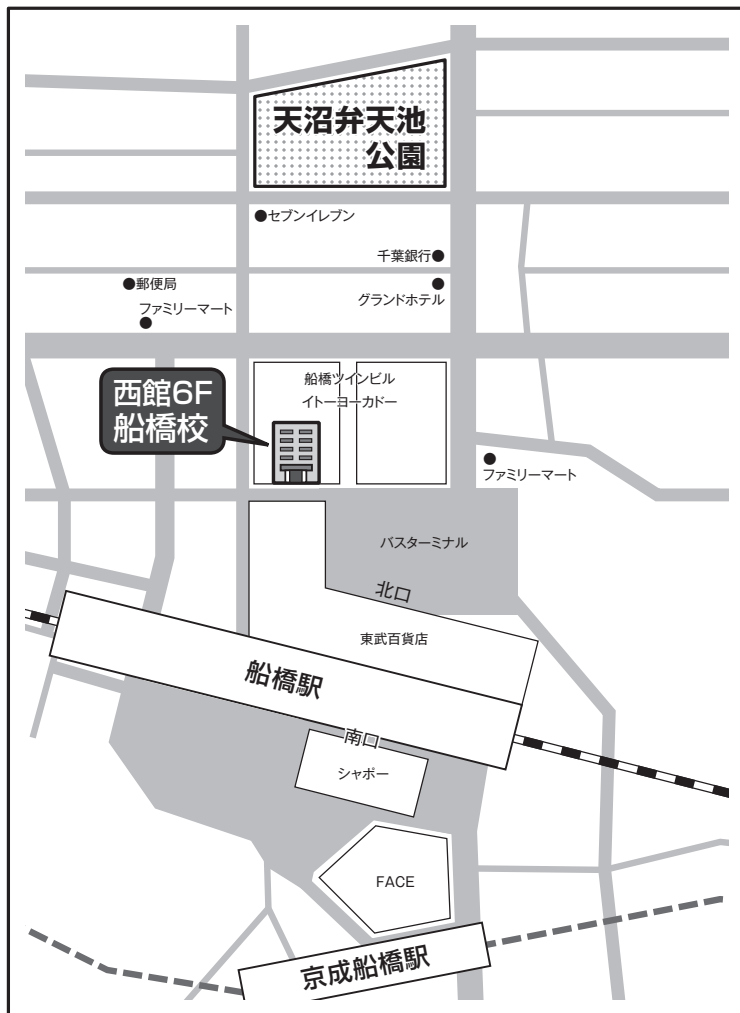 天沼弁天池
公園
セブンイレブン
千葉銀行
郵便局
グランドホテル
ファミリーマート
船橋ツインビル
イトーヨーカドー
西館6F
船橋校
ファミリーマート
バスターミナル
北口
東武百貨店
船橋駅
南口
シャポー
FACE
京成船橋駅